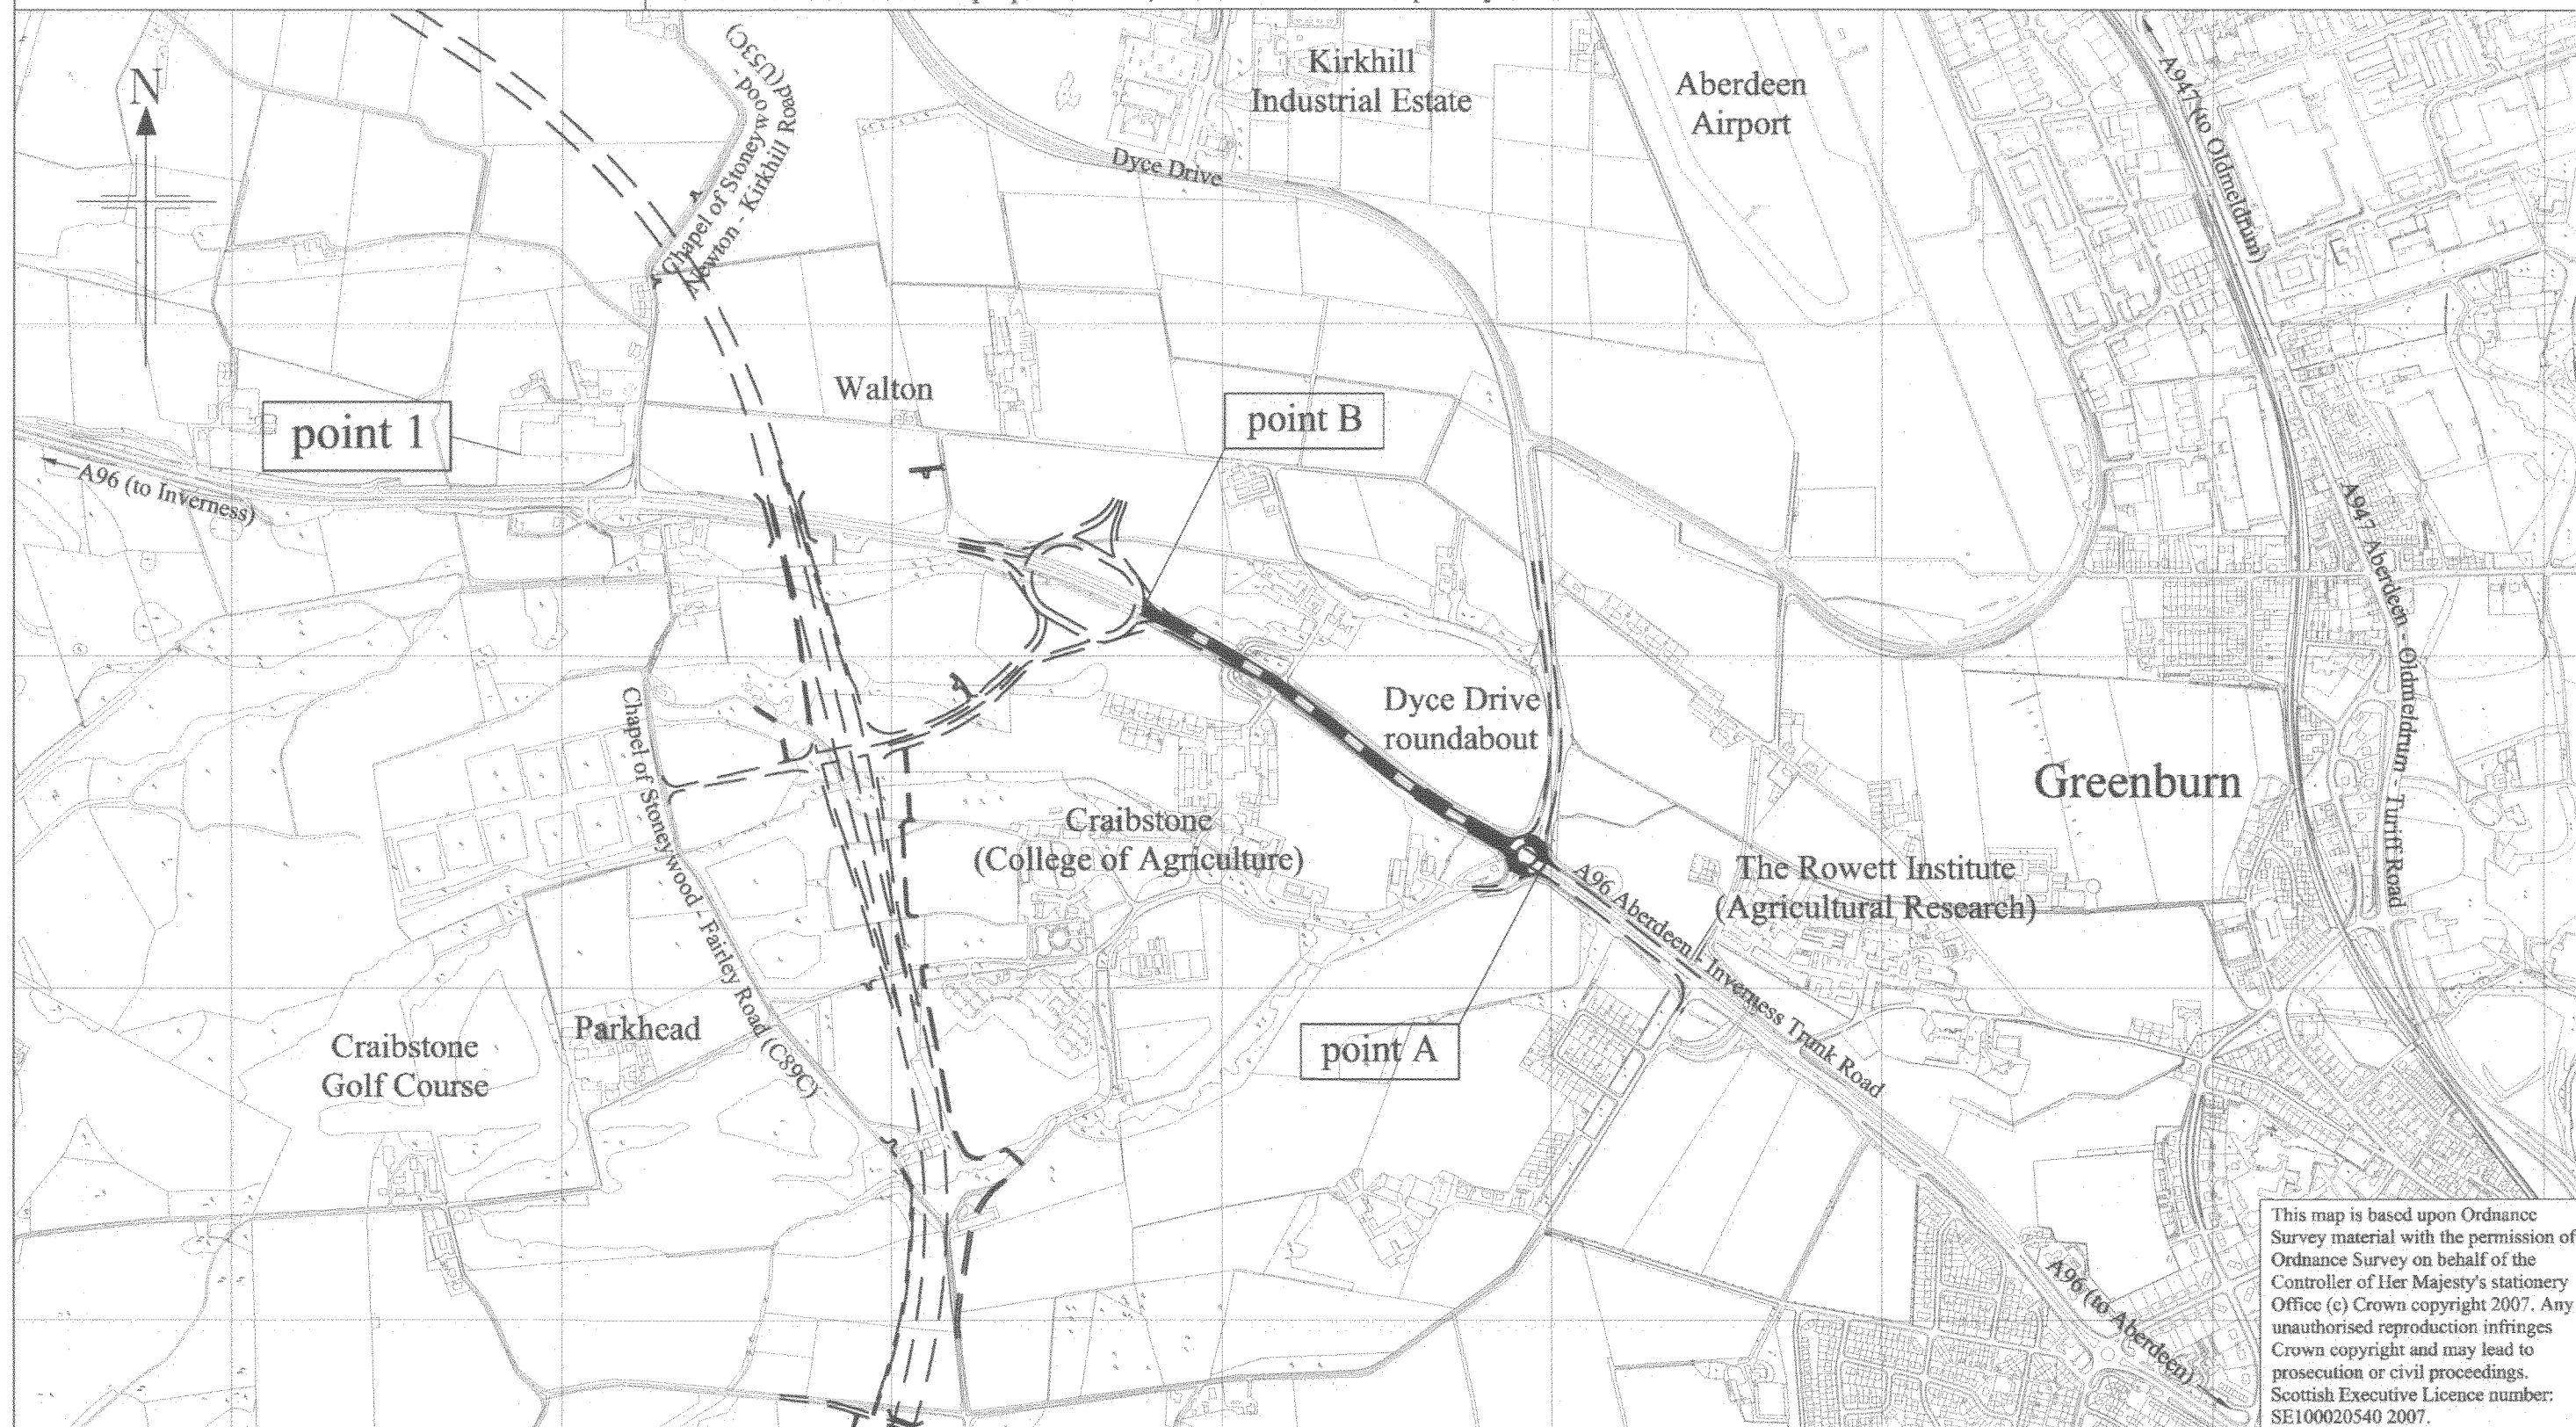 N
Chapel of Stoneywood -
Newton - Kirkhill Road (U53C)
Kirkhill
Industrial Estate
Aberdeen
Airport
A947 (to Oldmeldrum)
Dyce Drive
Walton
point 1
point B
A96 (to Inverness)
A947 Aberdeen - Oldmeldrum - Turiff Road
Dyce Drive
roundabout
Chapel of Stoneywood - Fairley Road (C89C)
Greenburn
Craibstone
(College of Agriculture)
The Rowett Institute
(Agricultural Research)
A96 Aberdeen - Inverness Trunk Road
Craibstone
Golf Course
Parkhead
point A
A96 (to Aberdeen)
This map is based upon Ordnance
Survey material with the permission of
Ordnance Survey on behalf of the
Controller of Her Majesty's stationery
Office (c) Crown copyright 2007. Any
unauthorised reproduction infringes
Crown copyright and may lead to
prosecution or civil proceedings.
Scottish Executive Licence number:
SE100020540 2007.